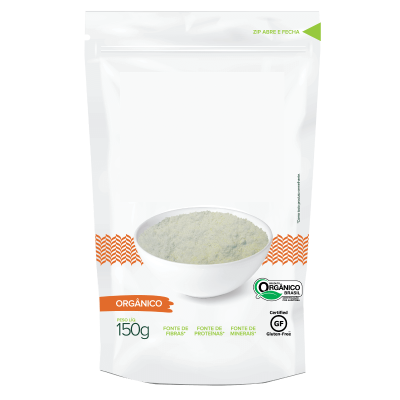 ZIP ABRE E FECHA
ORGÂNICO
PESO LÍQ.
150g
FONTE DE
FIBRAS*
FONTE DE
PROTEÍNAS*
FONTE DE
MINERAIS*
ORGÂNICO
BRASIL
Certified
GF
Gluten-Free